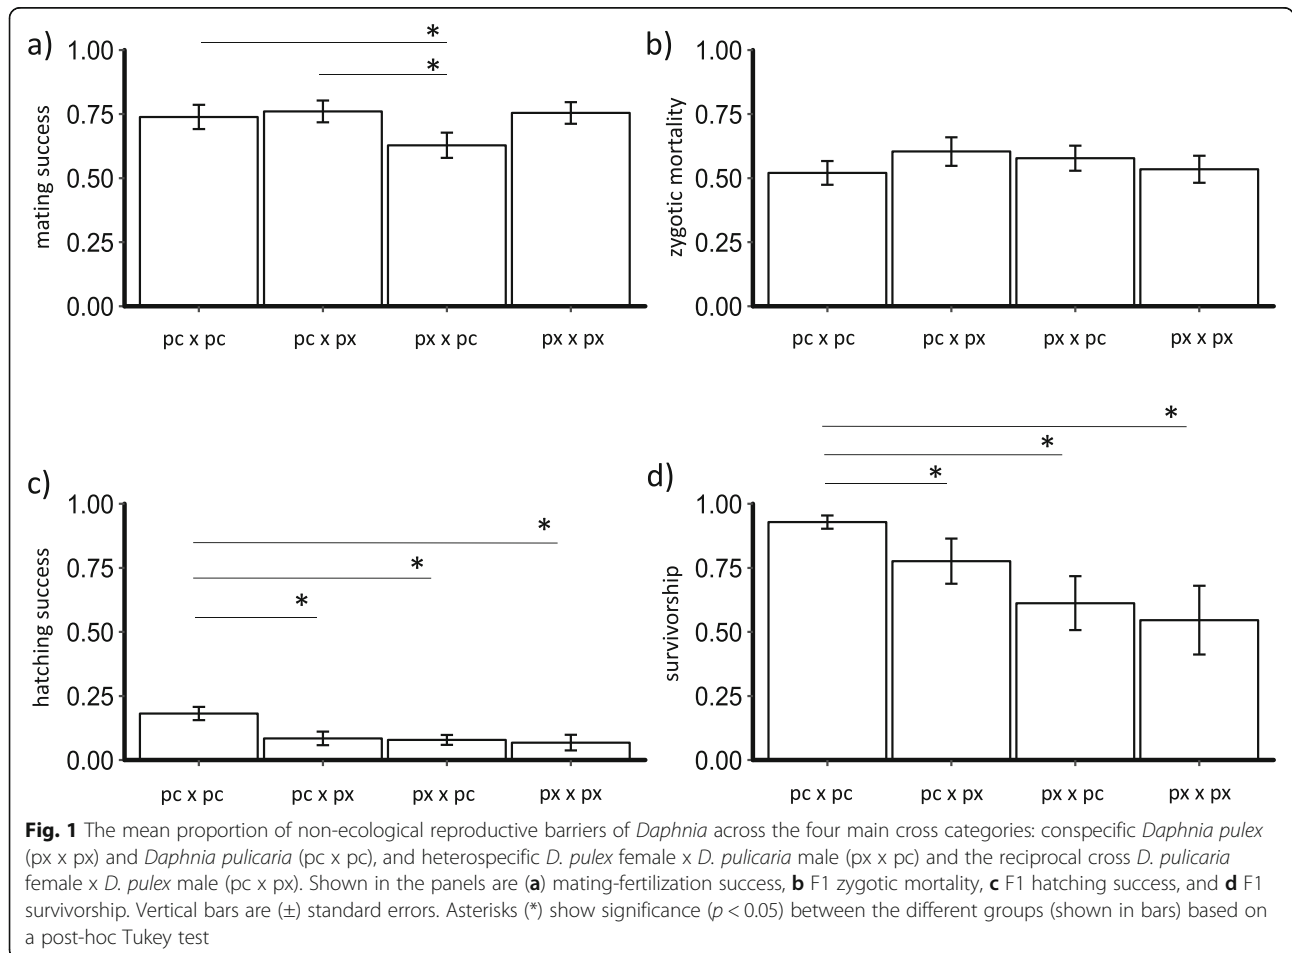 a)
mating success
1.00
0.75
0.50
0.25
0.00
*
*
pc x pc pc x px px x pc px x px
b)
zygotic mortality
1.00
0.75
0.50
0.25
0.00
pc x pc pc x px px x pc px x px
c)
hatching success
1.00
0.75
0.50
0.25
0.00
*
*
*
pc x pc pc x px px x pc px x px
d)
survivorship
1.00
0.75
0.50
0.25
0.00
*
*
*
pc x pc pc x px px x pc px x px
Fig. 1 The mean proportion of non-ecological reproductive barriers of Daphnia across the four main cross categories: conspecific Daphnia pulex
(px x px) and Daphnia pulicaria (pc x pc), and heterospecific D. pulex female x D. pulicaria male (px x pc) and the reciprocal cross D. pulicaria
female x D. pulex male (pc x px). Shown in the panels are (a) mating-fertilization success, b F1 zygotic mortality, c F1 hatching success, and d F1
survivorship. Vertical bars are (±) standard errors. Asterisks (*) show significance (p < 0.05) between the different groups (shown in bars) based on
a post-hoc Tukey test